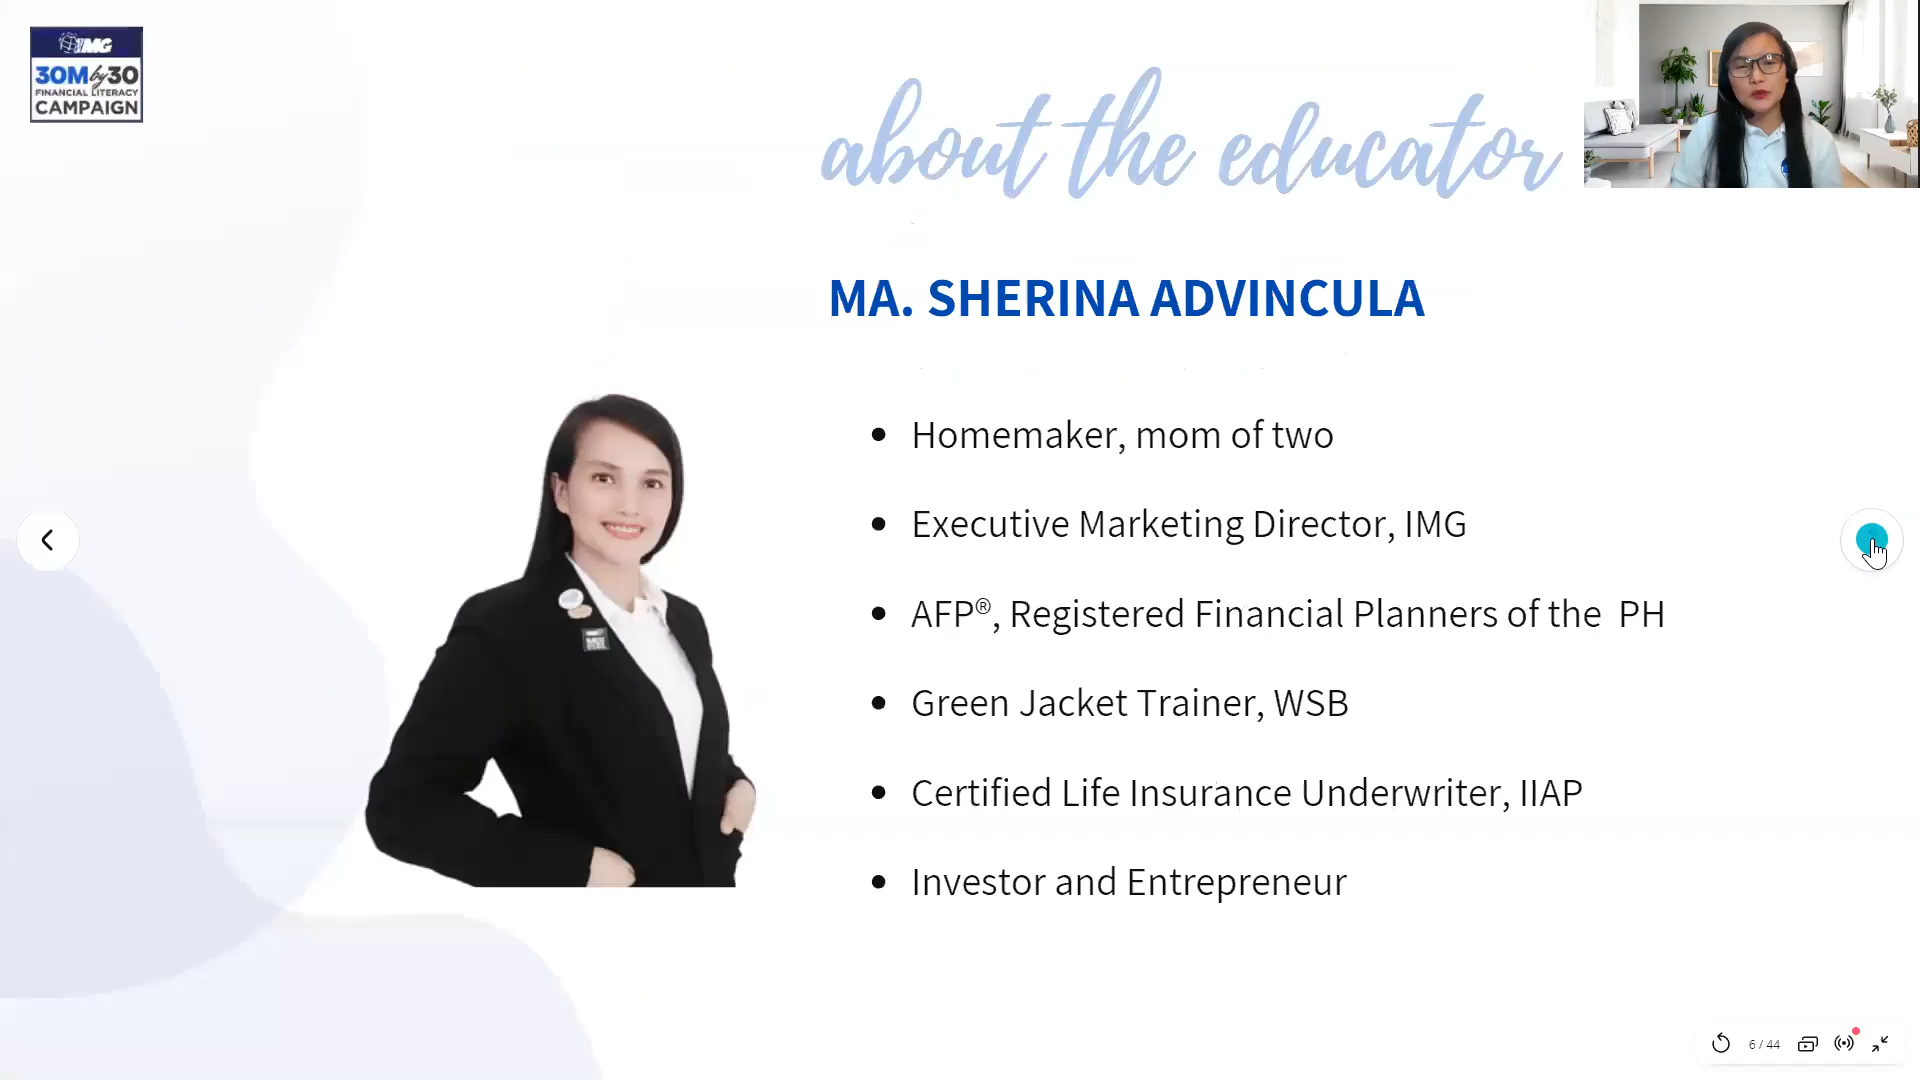 IMG
30M by 30
FINANCIAL LITERACY
CAMPAIGN
about the educator
MA. SHERINA ADVINCULA
• Homemaker, mom of two
• Executive Marketing Director, IMG
• AFP®, Registered Financial Planners of the PH
• Green Jacket Trainer, WSB
• Certified Life Insurance Underwriter, IIAP
• Investor and Entrepreneur
6 / 44